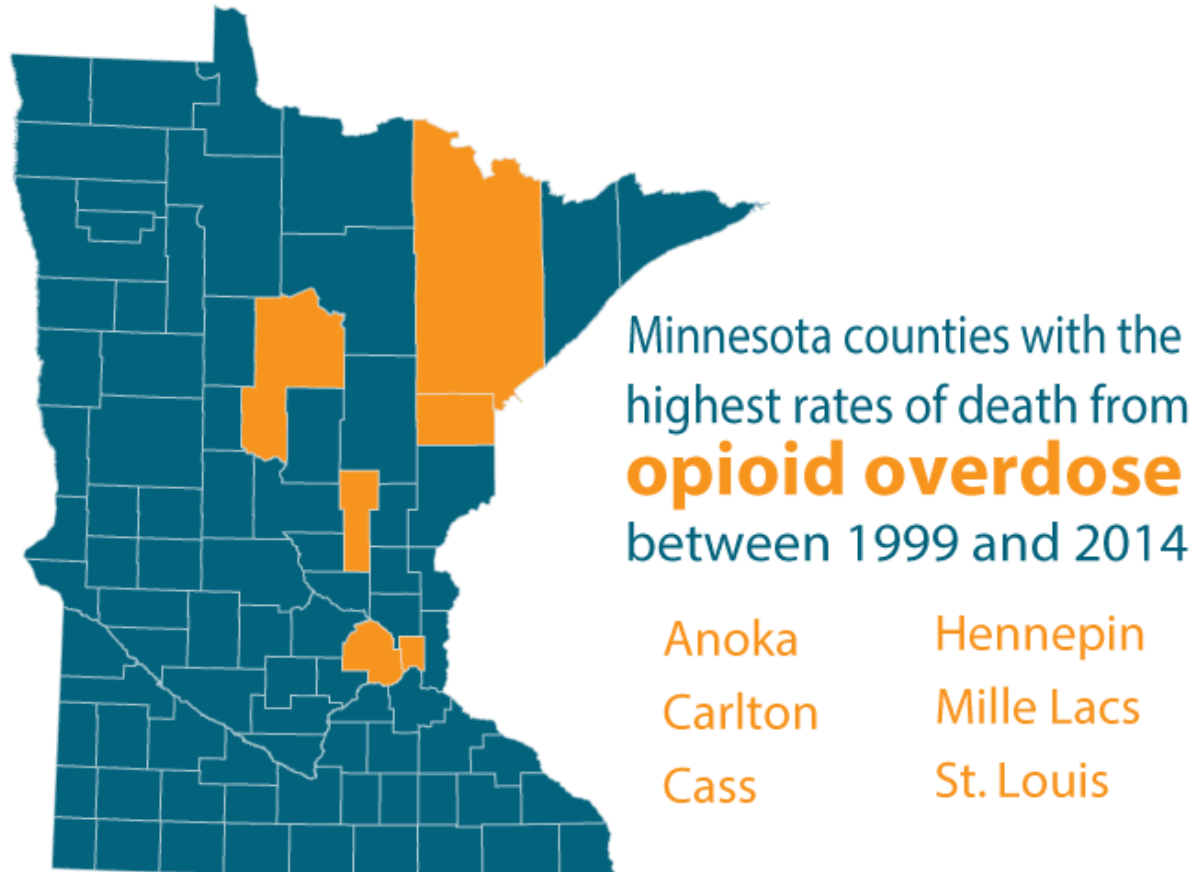 Minnesota counties with the
highest rates of death from
opioid overdose
between 1999 and 2014
Anoka
Carlton
Cass
Hennepin
Mille Lacs
St. Louis